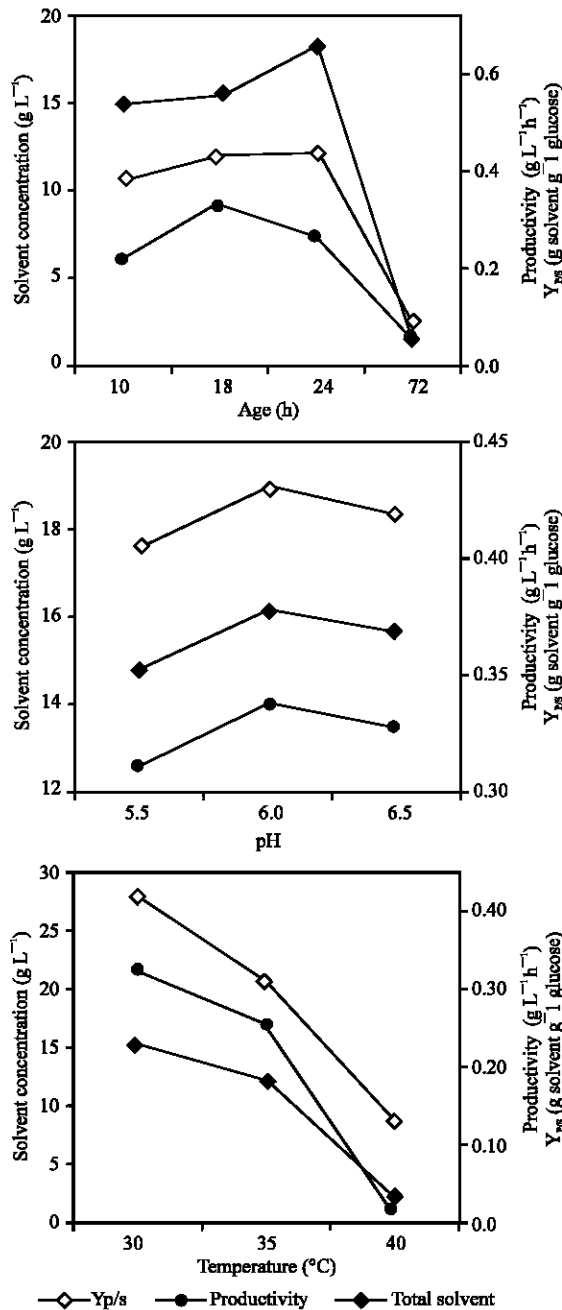 20
15
10
5
0
Solvent concentration (g L⁻¹)
0.6
0.4
0.2
0.0
Productivity (g L⁻¹h⁻¹)
Yps (g solvent g⁻1 glucose)
10 18 24 72
Age (h)
20
18
16
14
12
Solvent concentration (g L⁻¹)
0.45
0.40
0.35
0.30
Productivity (g L⁻¹h⁻¹)
Yps (g solvent g⁻1 glucose)
5.5 6.0 6.5
pH
30
25
20
15
10
5
0
Solvent concentration (g L⁻¹)
0.40
0.30
0.20
0.10
0.0
Productivity (g L⁻¹h⁻¹)
Yps (g solvent g⁻1 glucose)
30 35 40
Temperature (°C)
Yp/s Productivity Total solvent